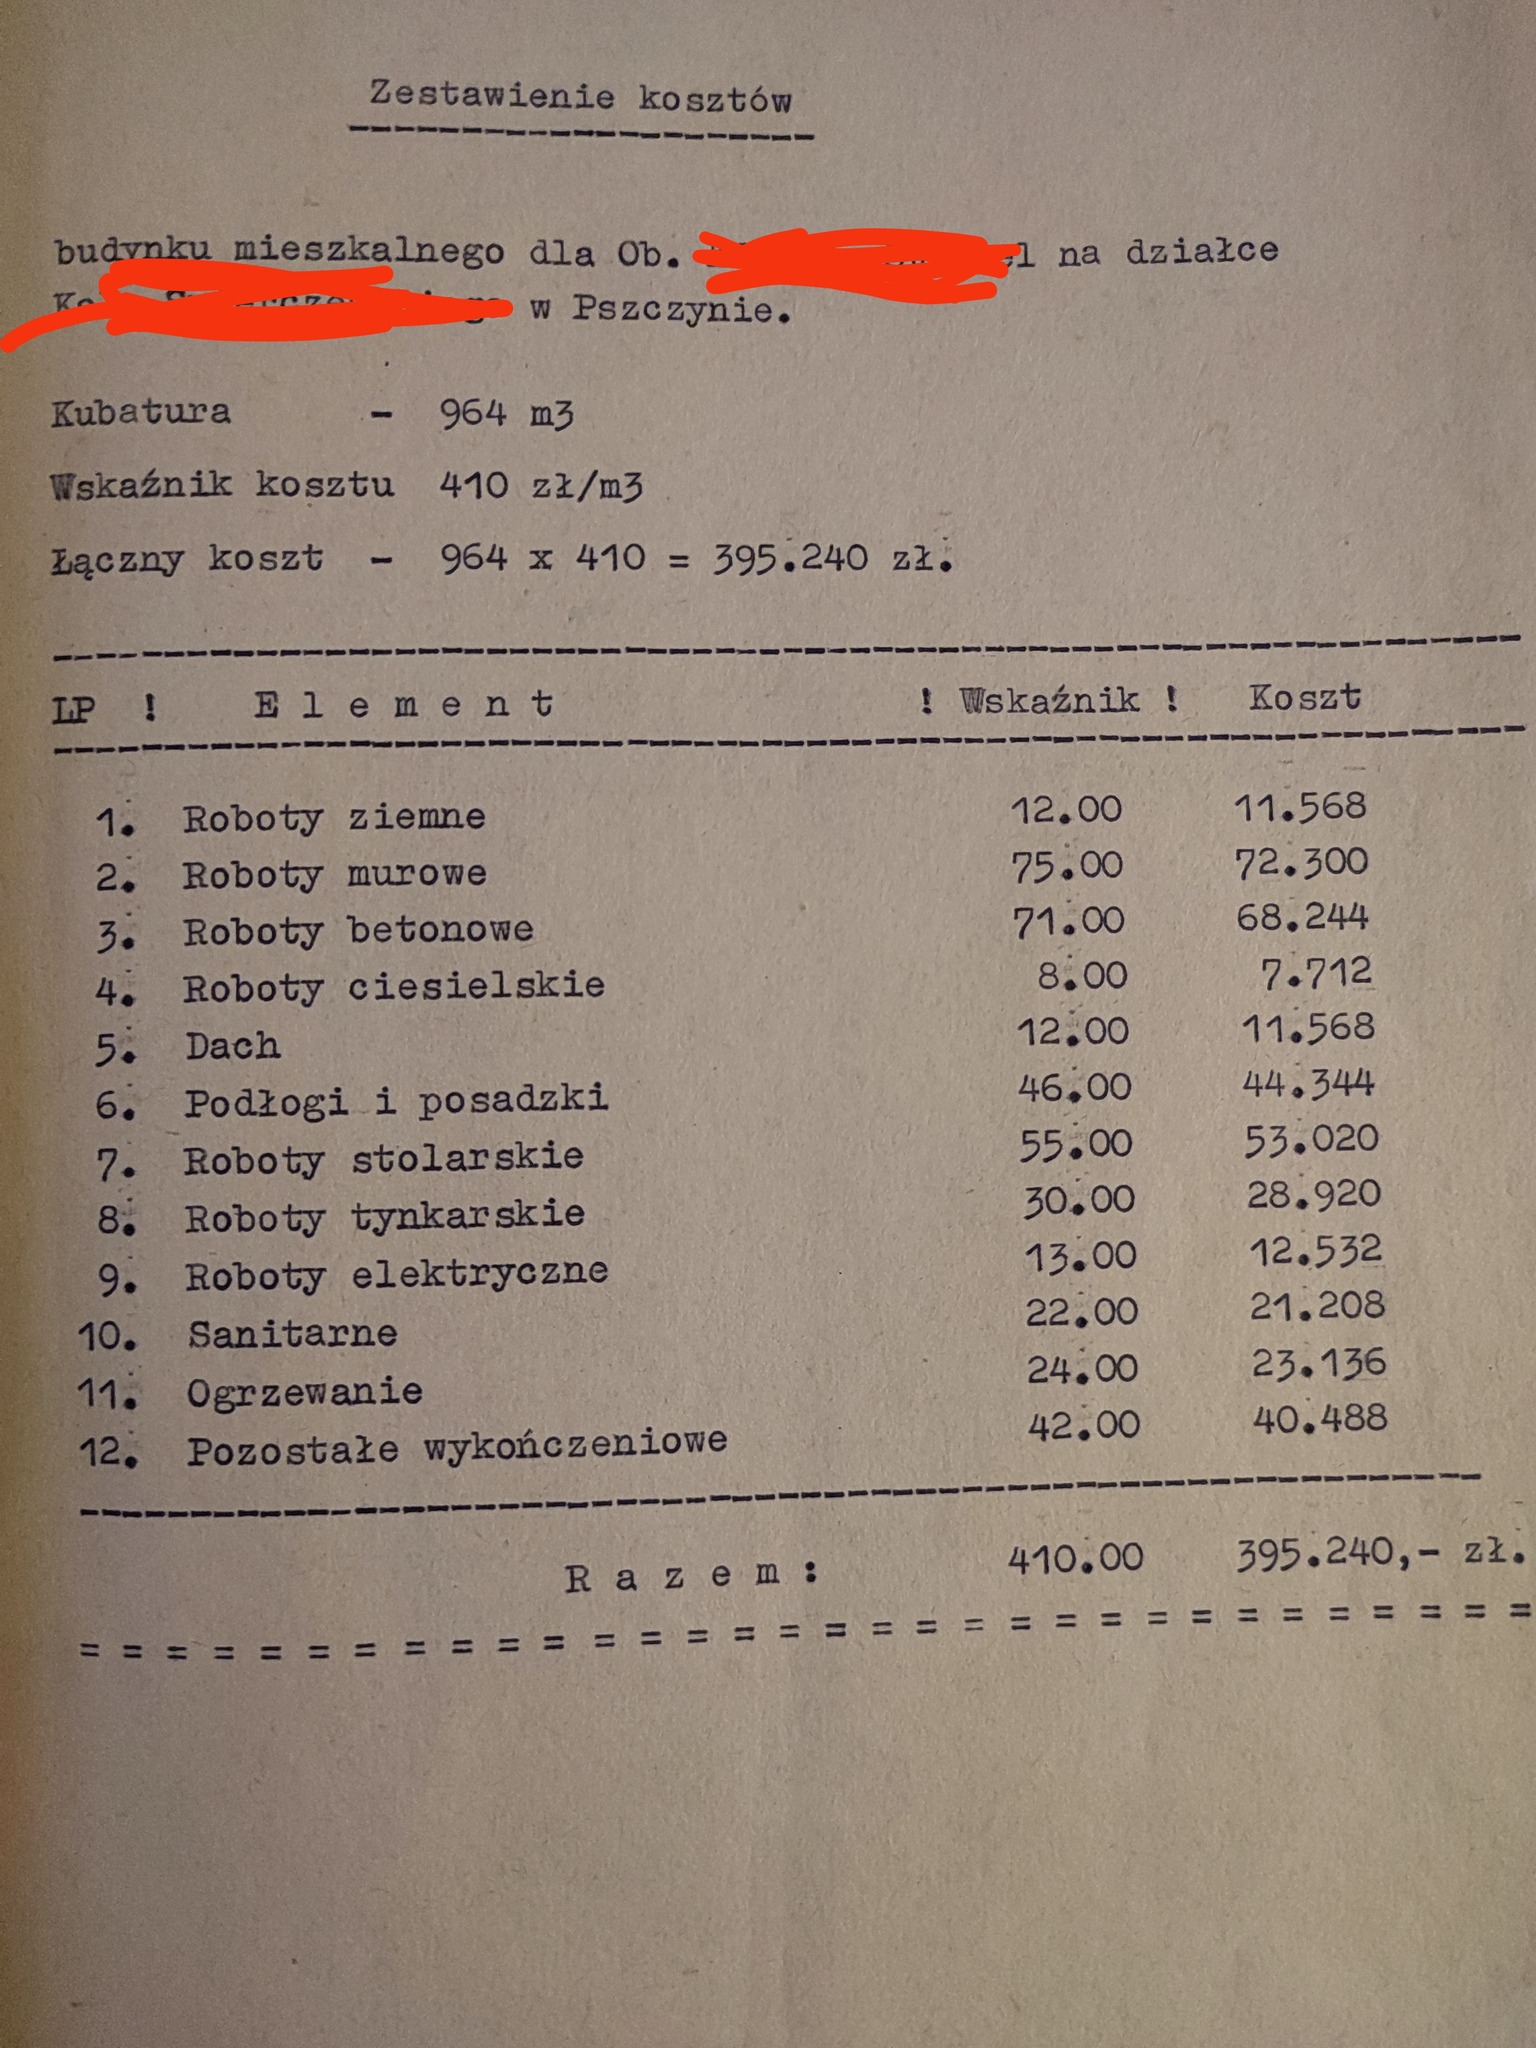 Zestawienie kosztów
budynku mieszkalnego dla Ob. na działce
w Pszczynie.
Kubatura - 964 m3
Wskaźnik kosztu 410 zł/m3
Łączny koszt - 964 x 410 = 395.240 zł.
LP ! E l e m e n t ! Wskaźnik ! Koszt
1. Roboty ziemne 12.00 11.568
2. Roboty murowe 75.00 72.300
3. Roboty betonowe 71.00 68.244
4. Roboty ciesielskie 8.00 7.712
5. Dach 12.00 11.568
6. Podłogi i posadzki 46.00 44.344
7. Roboty stolarskie 55.00 53.020
8. Roboty tynkarskie 30.00 28.920
9. Roboty elektryczne 13.00 12.532
10. Sanitarne 22.00 21.208
11. Ogrzewanie 24.00 23.136
12. Pozostałe wykończeniowe 42.00 40.488
R a z e m : 410.00 395.240,- zł.